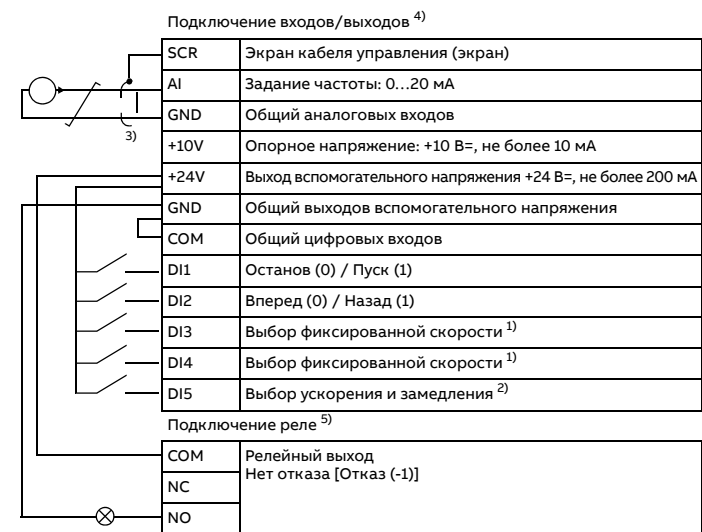 Подключение входов/выходов 4)
SCR Экран кабеля управления (экран)
AI Задание частоты: 0…20 мА
GND Общий аналоговых входов
3)
+10V Опорное напряжение: +10 В=, не более 10 мА
+24V Выход вспомогательного напряжения +24 В=, не более 200 мА
GND Общий выходов вспомогательного напряжения
COM Общий цифровых входов
DI1 Останов (0) / Пуск (1)
DI2 Вперед (0) / Назад (1)
DI3 Выбор фиксированной скорости 1)
DI4 Выбор фиксированной скорости 1)
DI5 Выбор ускорения и замедления 2)
Подключение реле 5)
COM Релейный выход
Нет отказа [Отказ (-1)]
NC
NO